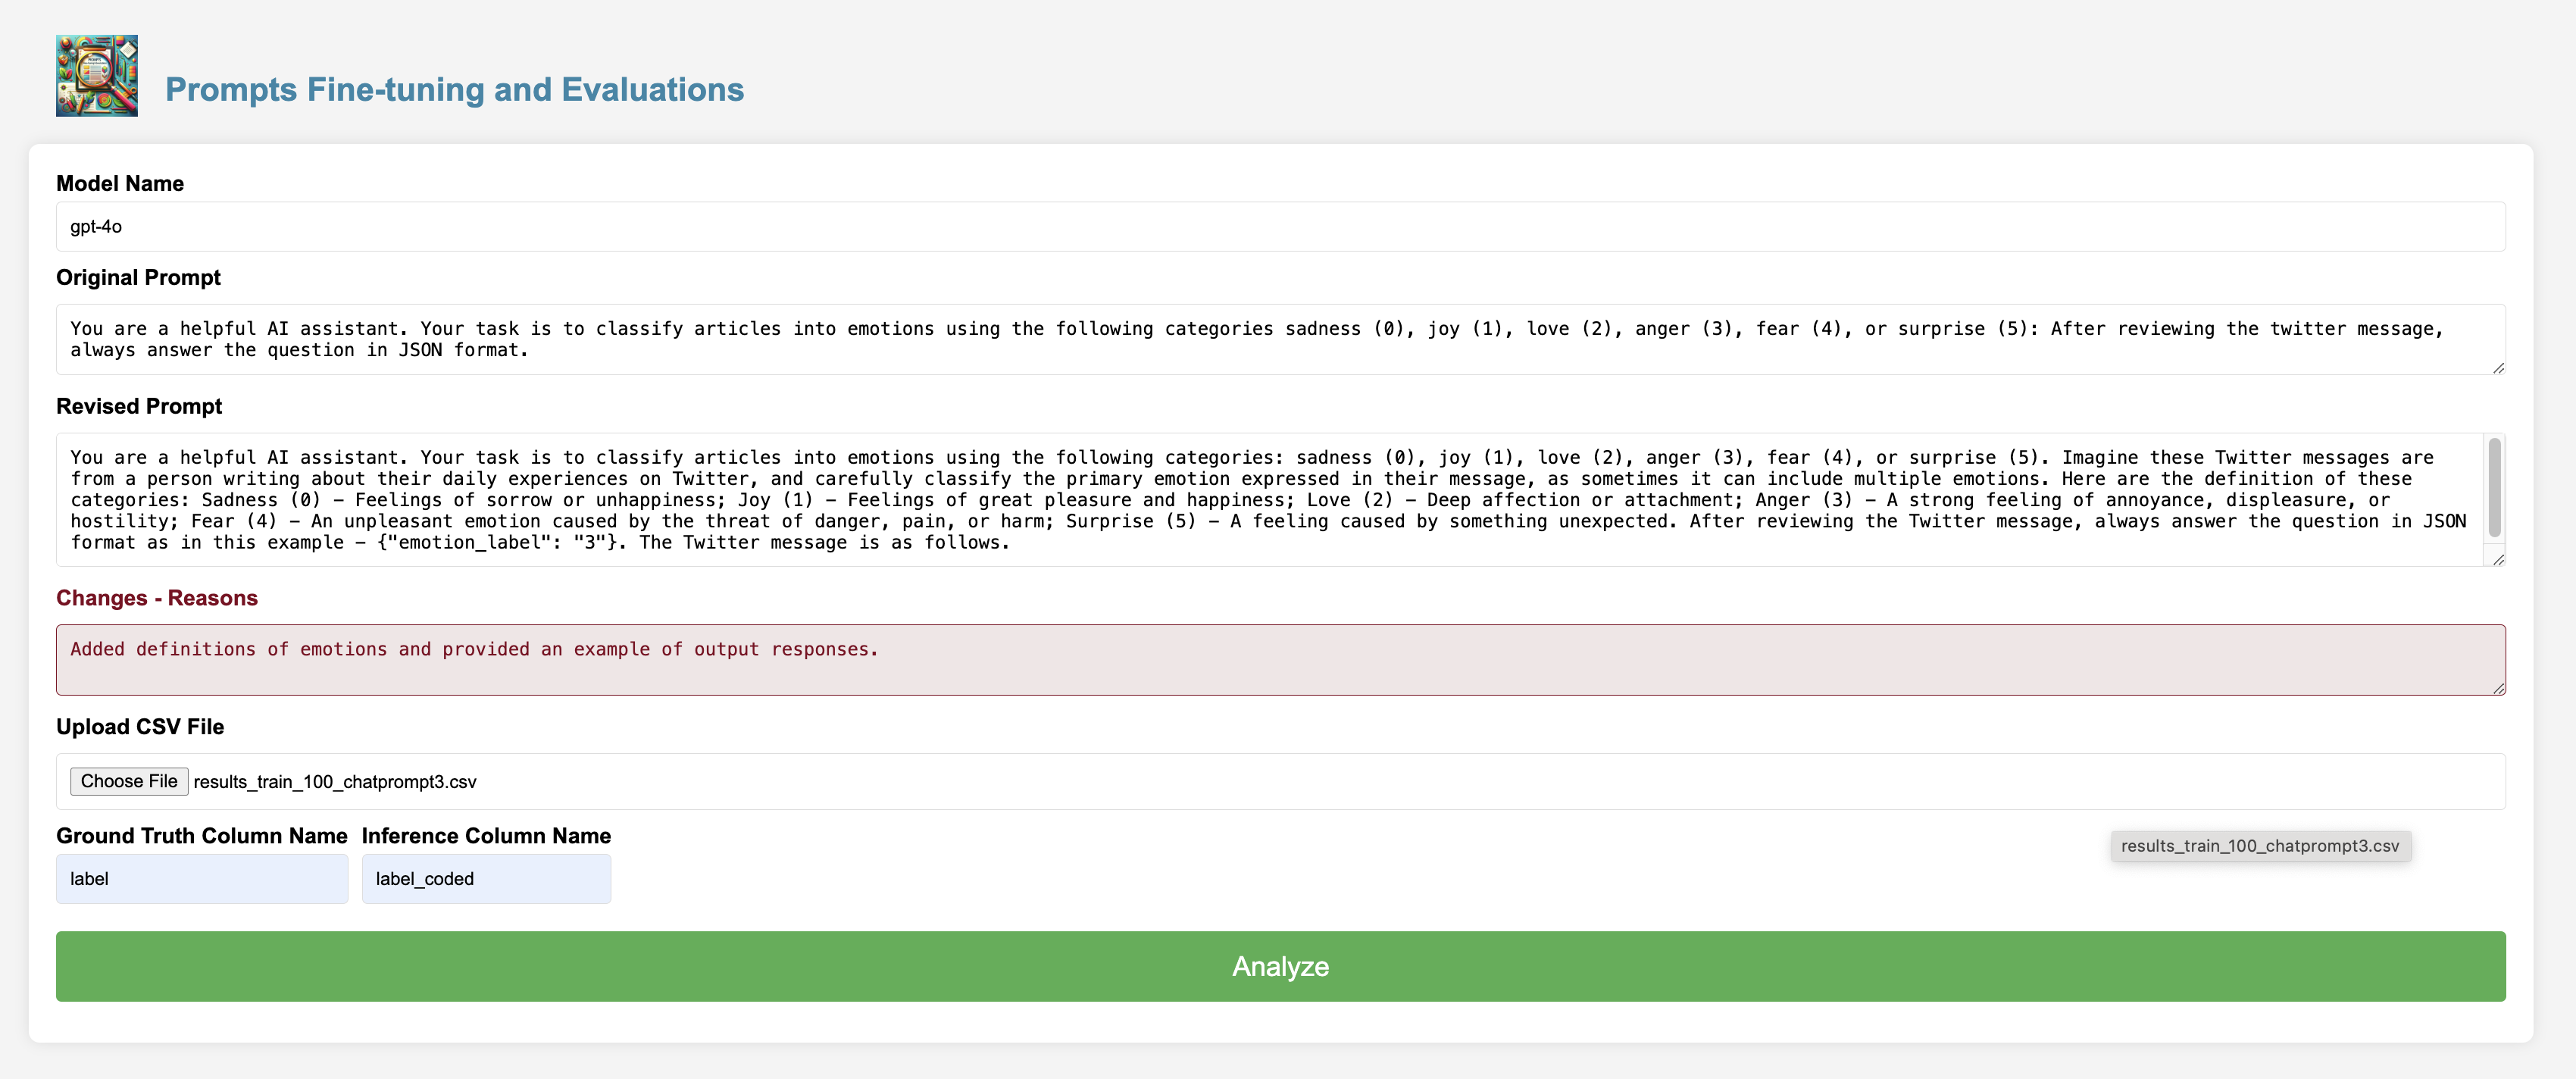 Prompts Fine-tuning and Evaluations
Model Name
gpt-4o
Original Prompt
You are a helpful AI assistant. Your task is to classify articles into emotions using the following categories sadness (0), joy (1), love (2), anger (3), fear (4), or surprise (5): After reviewing the twitter message,
always answer the question in JSON format.
Revised Prompt
You are a helpful AI assistant. Your task is to classify articles into emotions using the following categories: sadness (0), joy (1), love (2), anger (3), fear (4), or surprise (5). Imagine these Twitter messages are
from a person writing about their daily experiences on Twitter, and carefully classify the primary emotion expressed in their message, as sometimes it can include multiple emotions. Here are the definition of these
categories: Sadness (0) – Feelings of sorrow or unhappiness; Joy (1) – Feelings of great pleasure and happiness; Love (2) – Deep affection or attachment; Anger (3) – A strong feeling of annoyance, displeasure, or
hostility; Fear (4) – An unpleasant emotion caused by the threat of danger, pain, or harm; Surprise (5) – A feeling caused by something unexpected. After reviewing the Twitter message, always answer the question in JSON
format as in this example – {"emotion_label": "3"}. The Twitter message is as follows.
Changes - Reasons
Added definitions of emotions and provided an example of output responses.
Upload CSV File
Choose File results_train_100_chatprompt3.csv
Ground Truth Column Name Inference Column Name
results_train_100_chatprompt3.csv
label label_coded
Analyze